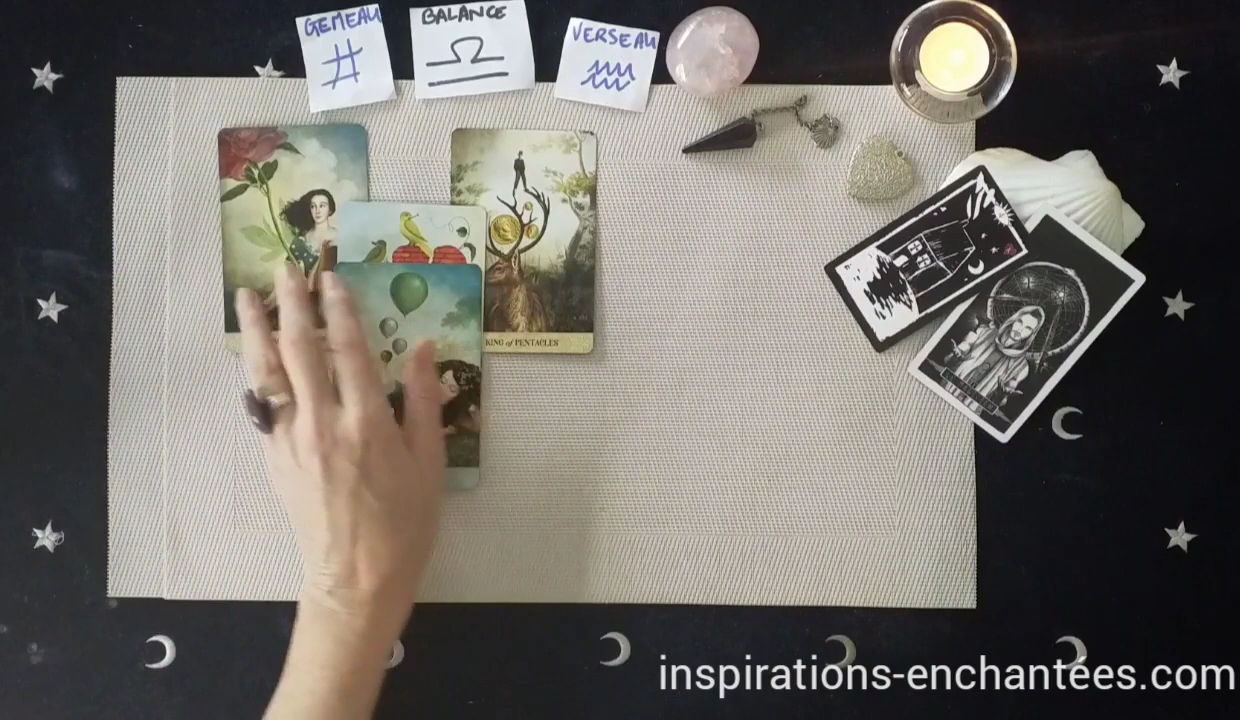 GEMEAU
BALANCE
VERSEAU
KING of PENTACLES
inspirations-enchantées.com